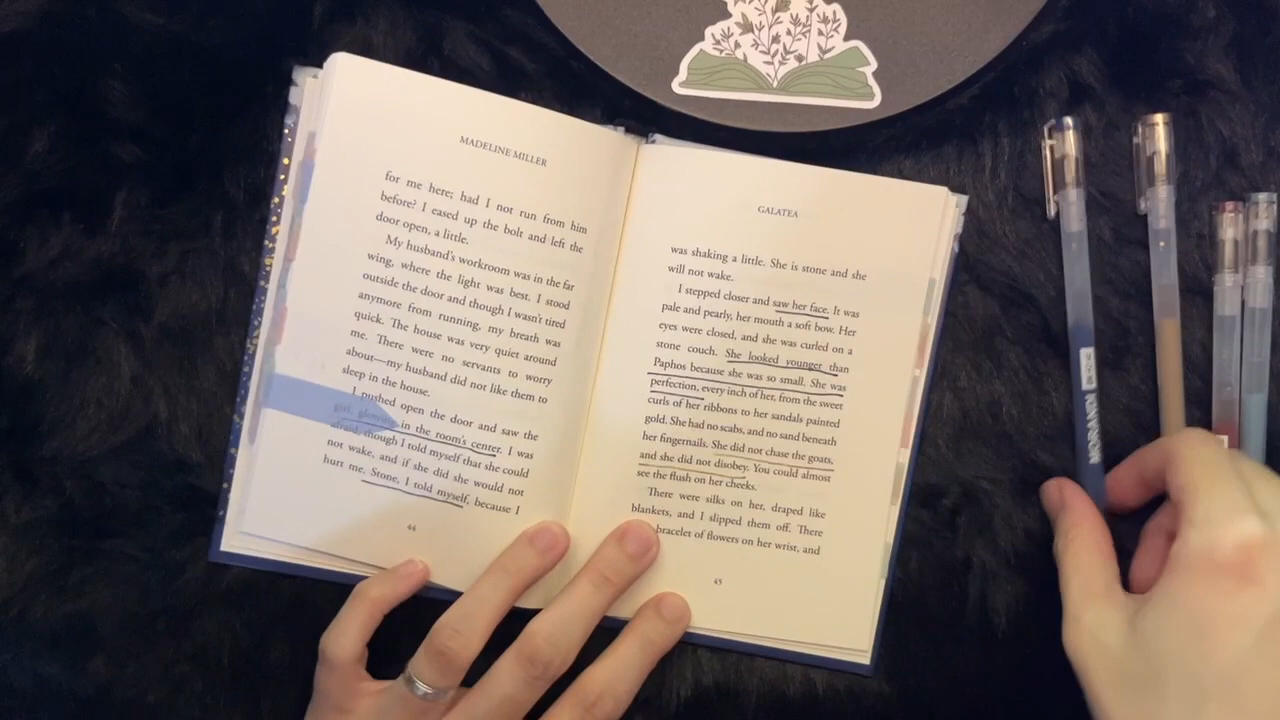 MADELINE MILLER
for me here; had I not run from him
before? I eased up the bolt and left the
door open, a little.
My husband's workroom was in the far
wing, where the light was best. I stood
outside the door and though I wasn't tired
anymore from running, my breath was
quick. The house was very quiet around
me. There were no servants to worry
about—my husband did not like them to
sleep in the house.
I pushed open the door and saw the
girl, glowing in the room's center. I was
afraid, though I told myself that she could
not wake, and if she did she would not
hurt me. Stone, I told myself, because I
44
GALATEA
was shaking a little. She is stone and she
will not wake.
I stepped closer and saw her face. It was
pale and pearly, her mouth a soft bow. Her
eyes were closed, and she was curled on a
stone couch. She looked younger than
Paphos because she was so small. She was
perfection, every inch of her, from the sweet
curls of her ribbons to her sandals painted
gold. She had no scabs, and no sand beneath
her fingernails. She did not chase the goats,
and she did not disobey. You could almost
see the flush on her cheeks.
There were silks on her, draped like
blankets, and I slipped them off. There
bracelet of flowers on her wrist, and
45